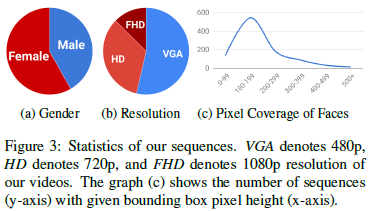 Female
Male
FHD
HD
VGA
600
400
200
0
0-99
100-199
200-299
300-399
400-499
500+
(a) Gender (b) Resolution (c) Pixel Coverage of Faces
Figure 3: Statistics of our sequences. VGA denotes 480p,
HD denotes 720p, and FHD denotes 1080p resolution of
our videos. The graph (c) shows the number of sequences
(y-axis) with given bounding box pixel height (x-axis).